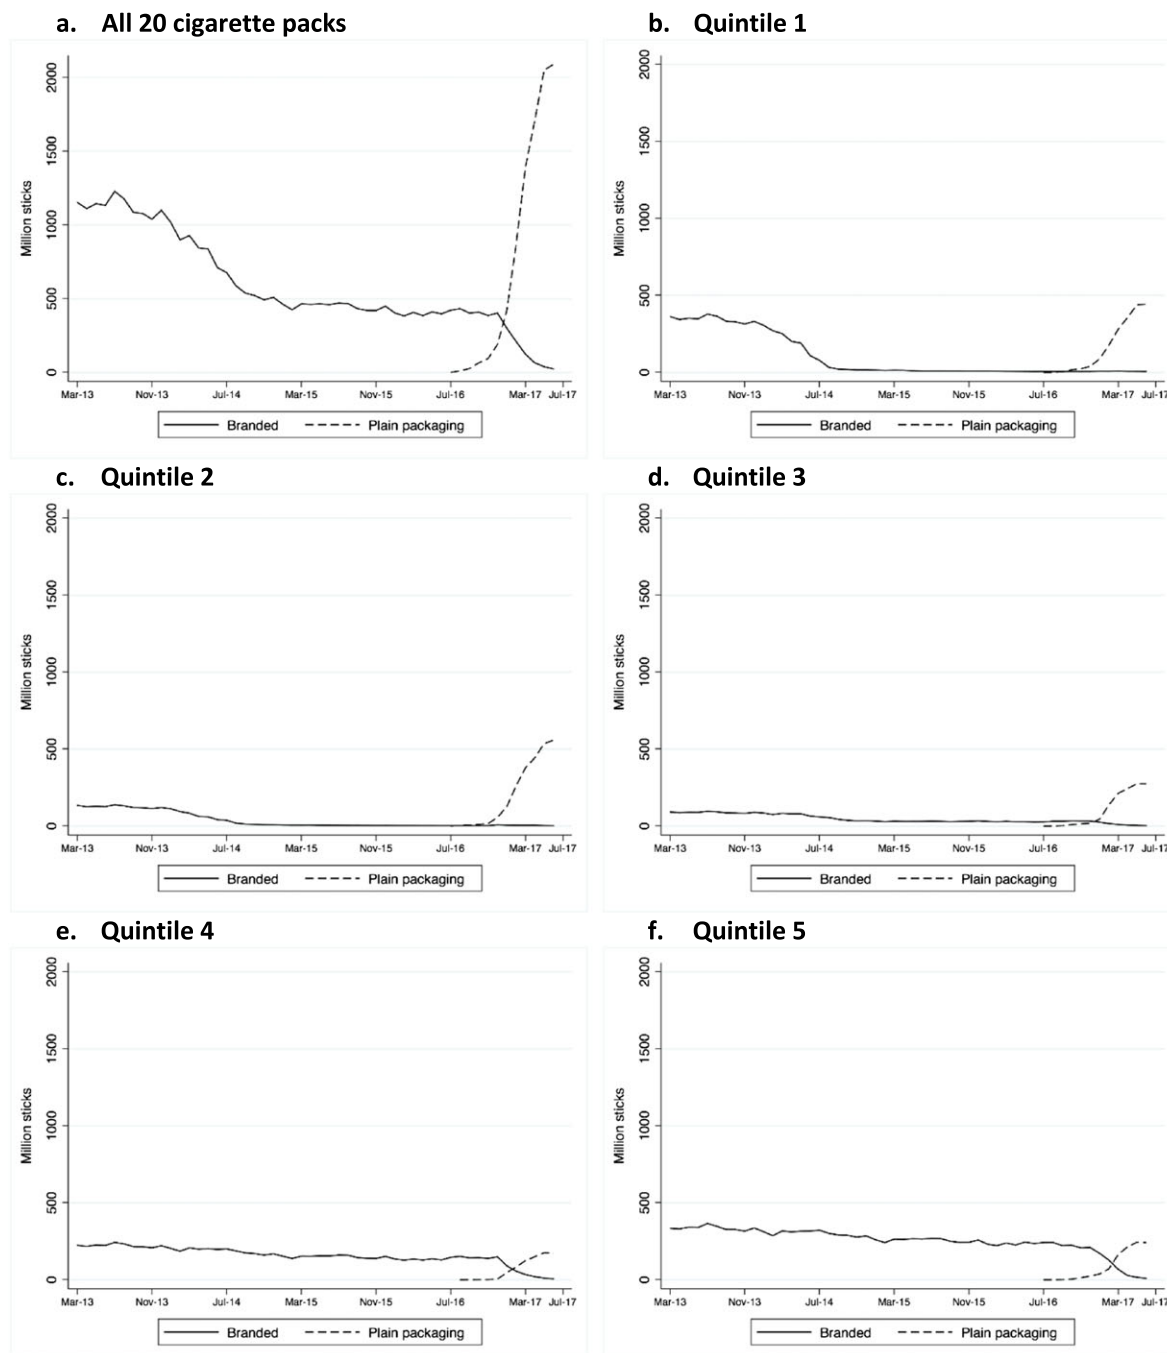 a. All 20 cigarette packs
2000
1500
1000
500
0
Million sticks
Mar-13 Nov-13 Jul-14 Mar-15 Nov-15 Jul-16 Mar-17 Jul-17
Branded Plain packaging
b. Quintile 1
2000
1500
1000
500
0
Million sticks
Mar-13 Nov-13 Jul-14 Mar-15 Nov-15 Jul-16 Mar-17 Jul-17
Branded Plain packaging
c. Quintile 2
2000
1500
1000
500
0
Million sticks
Mar-13 Nov-13 Jul-14 Mar-15 Nov-15 Jul-16 Mar-17 Jul-17
Branded Plain packaging
d. Quintile 3
2000
1500
1000
500
0
Million sticks
Mar-13 Nov-13 Jul-14 Mar-15 Nov-15 Jul-16 Mar-17 Jul-17
Branded Plain packaging
e. Quintile 4
2000
1500
1000
500
0
Million sticks
Mar-13 Nov-13 Jul-14 Mar-15 Nov-15 Jul-16 Mar-17 Jul-17
Branded Plain packaging
f. Quintile 5
2000
1500
1000
500
0
Million sticks
Mar-13 Nov-13 Jul-14 Mar-15 Nov-15 Jul-16 Mar-17 Jul-17
Branded Plain packaging